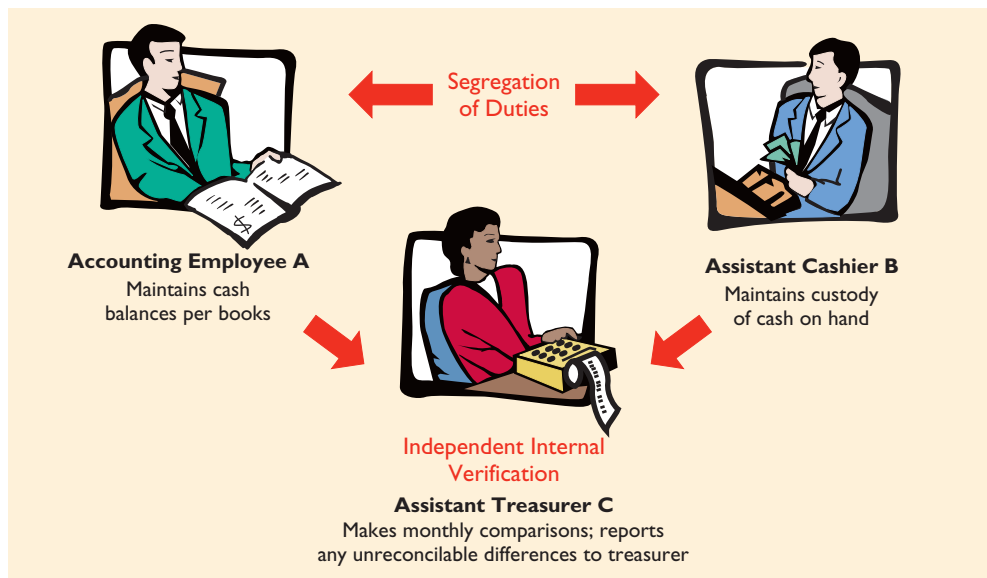 Segregation
of Duties
Accounting Employee A
Maintains cash
balances per books
Assistant Cashier B
Maintains custody
of cash on hand
$
Independent Internal
Verification
Assistant Treasurer C
Makes monthly comparisons; reports
any unreconcilable differences to treasurer